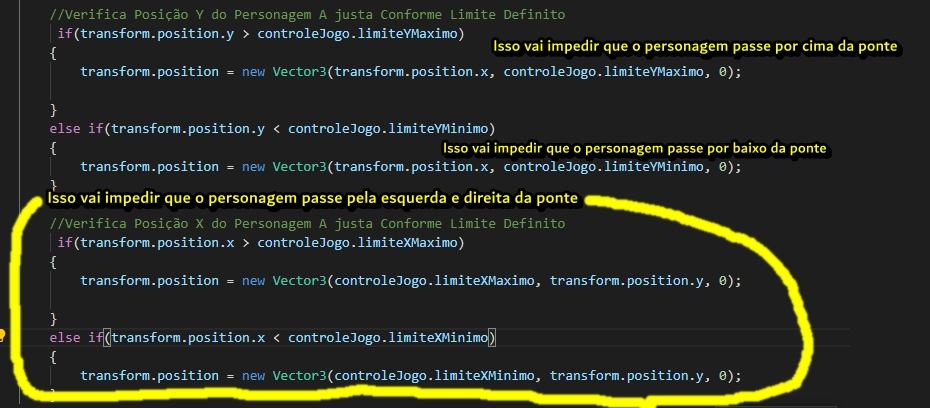 //Verifica Posição Y do Personagem A justa Conforme Limite Definito
if(transform.position.y > controleJogo.limiteYMaximo)
Isso vai impedir que o personagem passe por cima da ponte
{
transform.position = new Vector3(transform.position.x, controleJogo.limiteYMaximo, 0);
}
else if(transform.position.y < controleJogo.limiteYMinimo)
{
Isso vai impedir que o personagem passe por baixo da ponte
transform.position = new Vector3(transform.position.x, controleJogo.limiteYMinimo, 0);
}
Isso vai impedir que o personagem passe pela esquerda e direita da ponte
//Verifica Posição X do Personagem A justa Conforme Limite Definito
if(transform.position.x > controleJogo.limiteXMaximo)
{
transform.position = new Vector3(controleJogo.limiteXMaximo, transform.position.y, 0);
}
else if(transform.position.x < controleJogo.limiteXMinimo)
{
transform.position = new Vector3(controleJogo.limiteXMinimo, transform.position.y, 0);
}